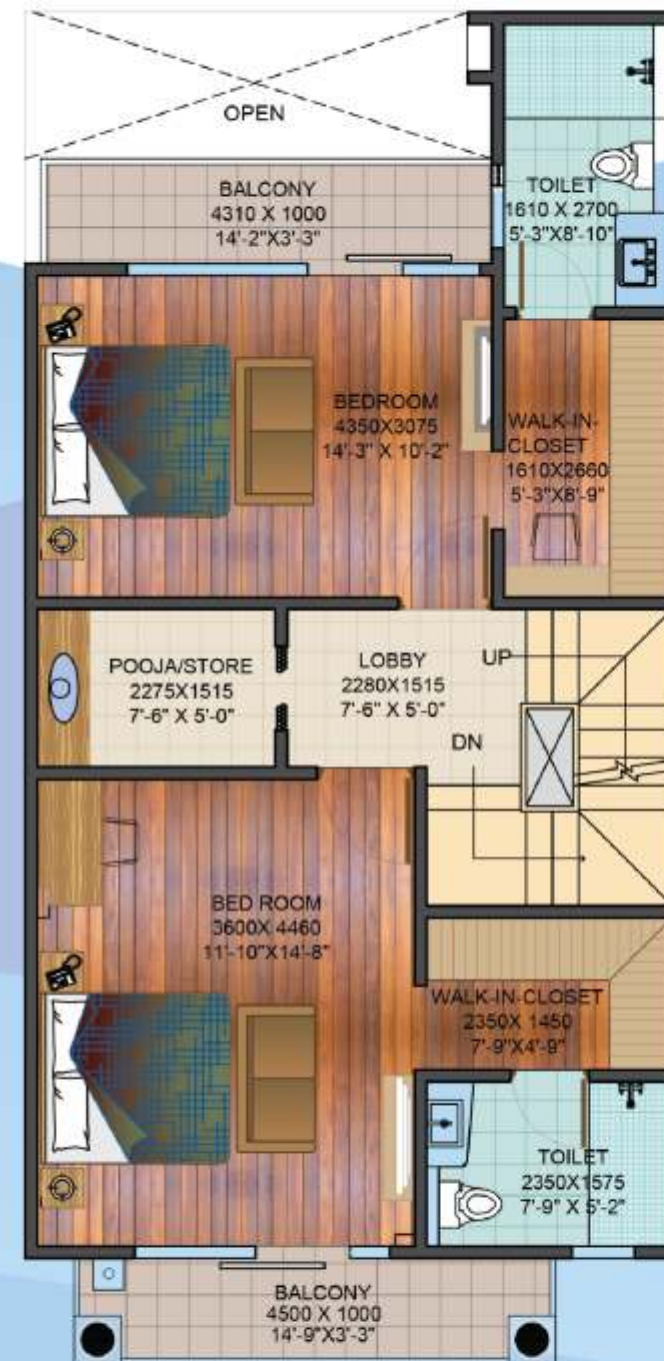 OPEN
BALCONY
4310 X 1000
14'-2"X3'-3"
TOILET
1610 X 2700
5'-3"X8'-10"
BEDROOM
4350X3075
14'-3" X 10'-2"
WALK-IN-
CLOSET
1610X2660
5'-3"X8'-9"
POOJA/STORE
2275X1515
7'-6" X 5'-0"
LOBBY
2280X1515
7'-6" X 5'-0"
UP
DN
BED ROOM
3600X 4460
11'-10"X14'-8"
WALK-IN-CLOSET
2350X 1450
7'-9"X4'-9"
TOILET
2350X1575
7'-9" X 5'-2"
BALCONY
4500 X 1000
14'-9"X3'-3"